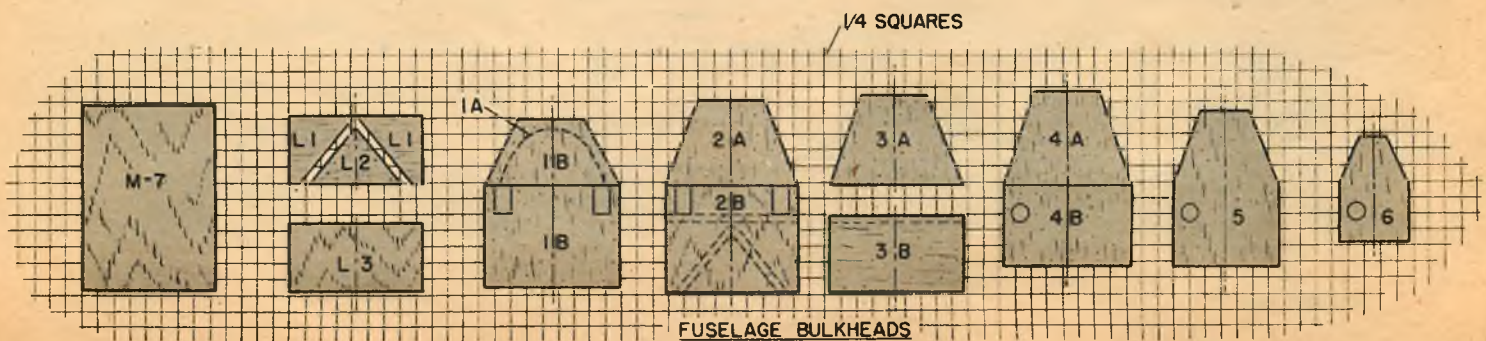 1/4 SQUARES
1A
L1 L1
L2
M-7
1B
2A
3A
4A
2B
1B
4B
5
6
L3
3B
FUSELAGE BULKHEADS